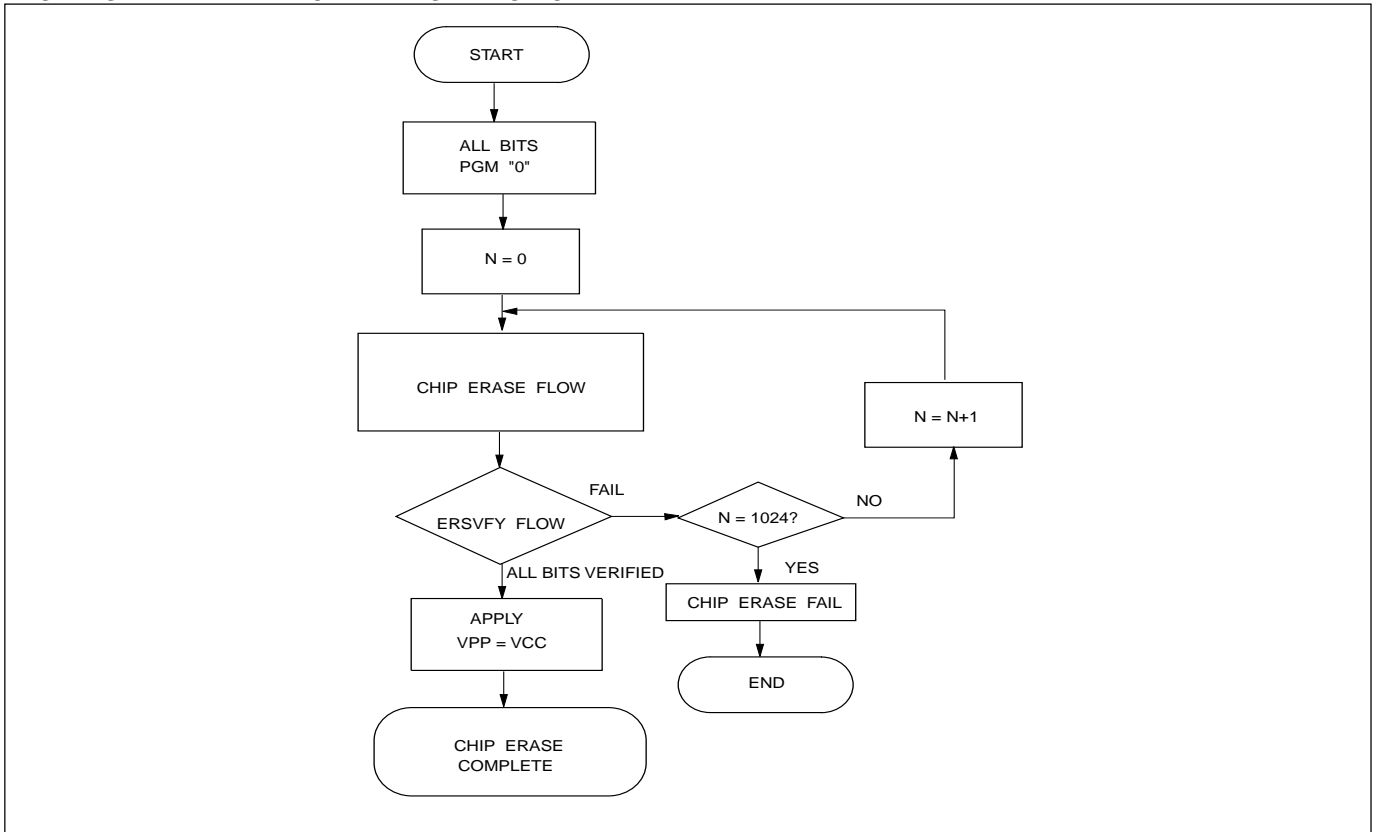 START
ALL BITS
PGM "0"
N = 0
CHIP ERASE FLOW
N = N+1
FAIL
NO
ERSVFY FLOW
N = 1024?
ALL BITS VERIFIED
YES
APPLY
VPP = VCC
CHIP ERASE FAIL
END
CHIP ERASE
COMPLETE